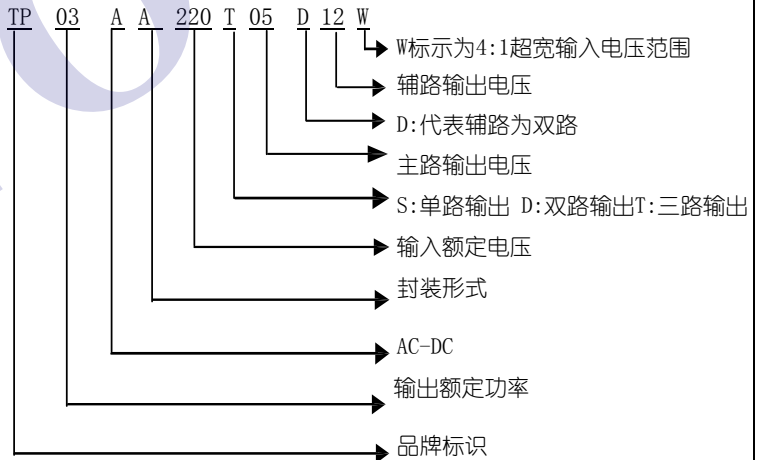 TP 03 A A 220 T 05 D 12 W
W标示为4:1超宽输入电压范围
辅路输出电压
D:代表辅路为双路
主路输出电压
S:单路输出 D:双路输出T:三路输出
输入额定电压
封装形式
AC-DC
输出额定功率
品牌标识